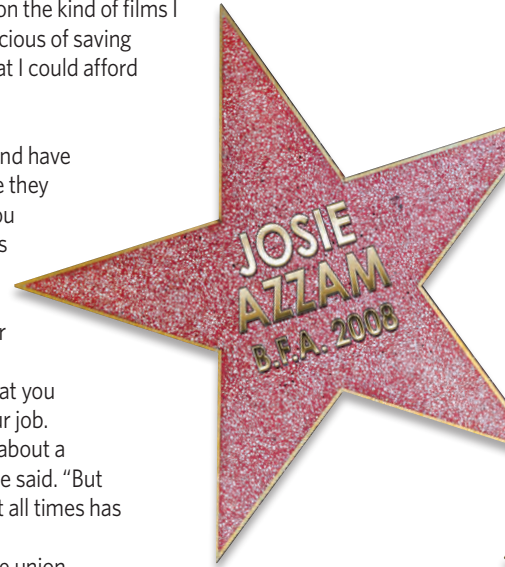 on the kind of films I
cious of saving
at I could afford
nd have
e they
ou
s
r
at you
ur job.
about a
e said. “But
t all times has
e union
JOSIE
AZZAM
B.F.A. 2008